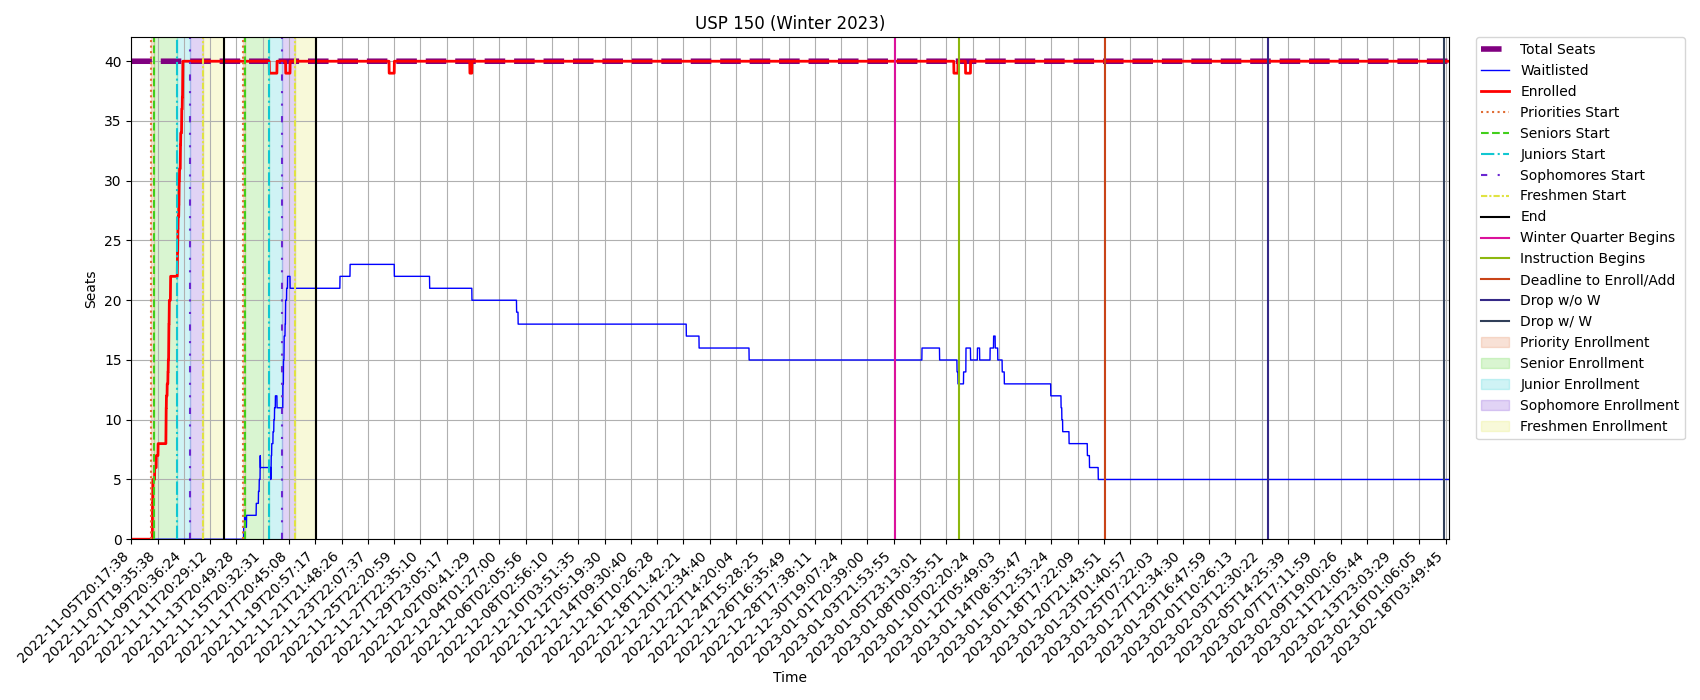 USP 150 (Winter 2023)
Seats
40
35
30
25
20
15
10
5
0
2022-11-05T20:17:38
2022-11-07T19:35:38
2022-11-09T20:36:24
2022-11-11T20:29:12
2022-11-13T20:49:28
2022-11-15T20:32:31
2022-11-17T20:45:08
2022-11-19T20:57:17
2022-11-21T21:48:26
2022-11-23T22:07:37
2022-11-25T22:20:59
2022-11-27T22:35:10
2022-11-29T23:05:17
2022-12-02T00:41:29
2022-12-04T01:27:00
2022-12-06T02:05:56
2022-12-08T02:56:10
2022-12-10T03:51:35
2022-12-12T05:19:30
2022-12-14T09:30:40
2022-12-16T10:26:28
2022-12-18T11:42:21
2022-12-20T12:34:40
2022-12-22T14:20:04
2022-12-24T15:28:25
2022-12-26T16:35:49
2022-12-28T17:38:11
2022-12-30T19:07:24
2023-01-01T20:39:00
2023-01-03T21:53:55
2023-01-05T23:13:01
2023-01-08T00:35:51
2023-01-10T02:20:24
2023-01-12T05:49:03
2023-01-14T08:35:47
2023-01-16T12:53:24
2023-01-18T17:22:09
2023-01-20T21:43:51
2023-01-23T01:40:57
2023-01-25T07:22:03
2023-01-27T12:34:30
2023-01-29T16:47:59
2023-02-01T10:26:13
2023-02-03T12:30:22
2023-02-05T14:25:39
2023-02-07T17:11:59
2023-02-09T19:00:26
2023-02-11T21:05:44
2023-02-13T23:03:29
2023-02-16T01:06:05
2023-02-18T03:49:45
Time
Total Seats
Waitlisted
Enrolled
Priorities Start
Seniors Start
Juniors Start
Sophomores Start
Freshmen Start
End
Winter Quarter Begins
Instruction Begins
Deadline to Enroll/Add
Drop w/o W
Drop w/ W
Priority Enrollment
Senior Enrollment
Junior Enrollment
Sophomore Enrollment
Freshmen Enrollment